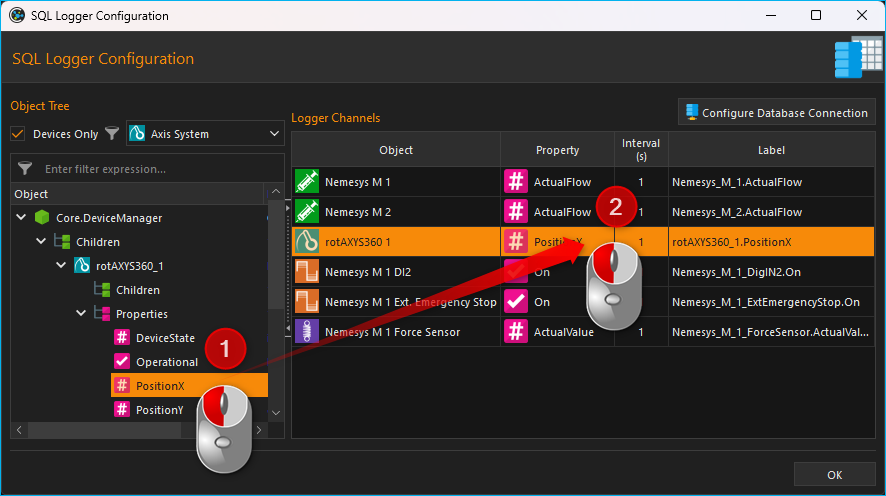 SQL Logger Configuration
SQL Logger Configuration
Object Tree
Devices Only
Axis System
Enter filter expression...
Object
Core.DeviceManager
Children
rotAXYS360_1
Children
Properties
DeviceState
Operational
PositionX
PositionY
1
Logger Channels
Configure Database Connection
Object Property Interval (s) Label
Nemesys M 1 ActualFlow 1 Nemesys_M_1.ActualFlow
Nemesys M 2 ActualFlow 1 Nemesys_M_2.ActualFlow
rotAXYS360 1 PositionX 1 rotAXYS360_1.PositionX
Nemesys M 1 DI2 On Nemesys_M_1_DigIN2.On
Nemesys M 1 Ext. Emergency Stop On Nemesys_M_1_ExtEmergencyStop.On
Nemesys M 1 Force Sensor ActualValue 1 Nemesys_M_1_ForceSensor.ActualVal...
2
OK